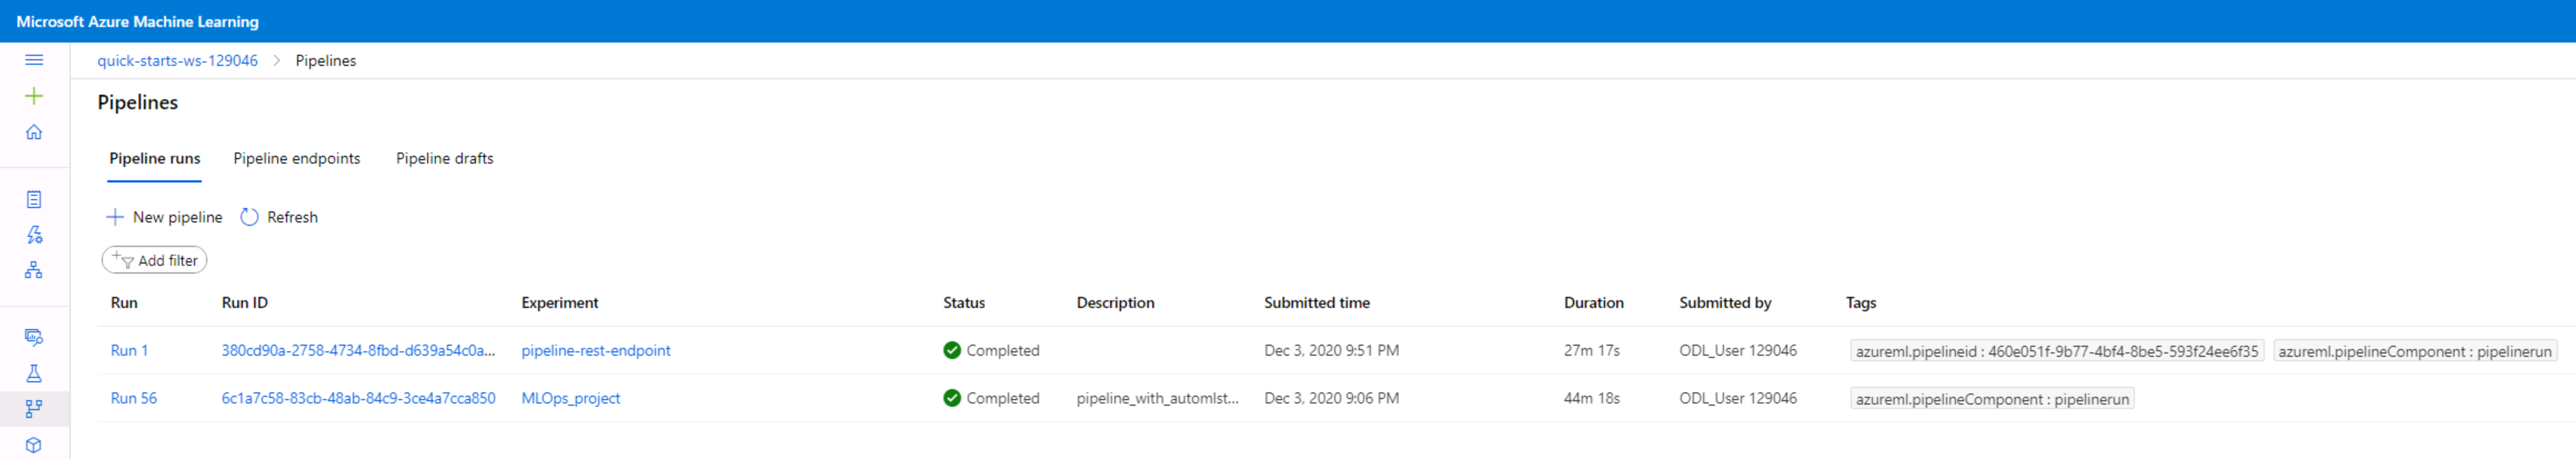 Microsoft Azure Machine Learning
quick-starts-ws-129046 > Pipelines
Pipelines
Pipeline runs Pipeline endpoints Pipeline drafts
New pipeline Refresh
Add filter
Run Run ID Experiment Status Description Submitted time Duration Submitted by Tags
Run 1 380cd90a-2758-4734-8fbd-d639a54c0a... pipeline-rest-endpoint Completed Dec 3, 2020 9:51 PM 27m 17s ODL_User 129046 azureml.pipelineid : 460e051f-9b77-4bf4-8be5-593f24ee6f35 azureml.pipelineComponent : pipelinerun
Run 56 6c1a7c58-83cb-48ab-84c9-3ce4a7cca850 MLOps_project Completed pipeline_with_automlst... Dec 3, 2020 9:06 PM 44m 18s ODL_User 129046 azureml.pipelineComponent : pipelinerun